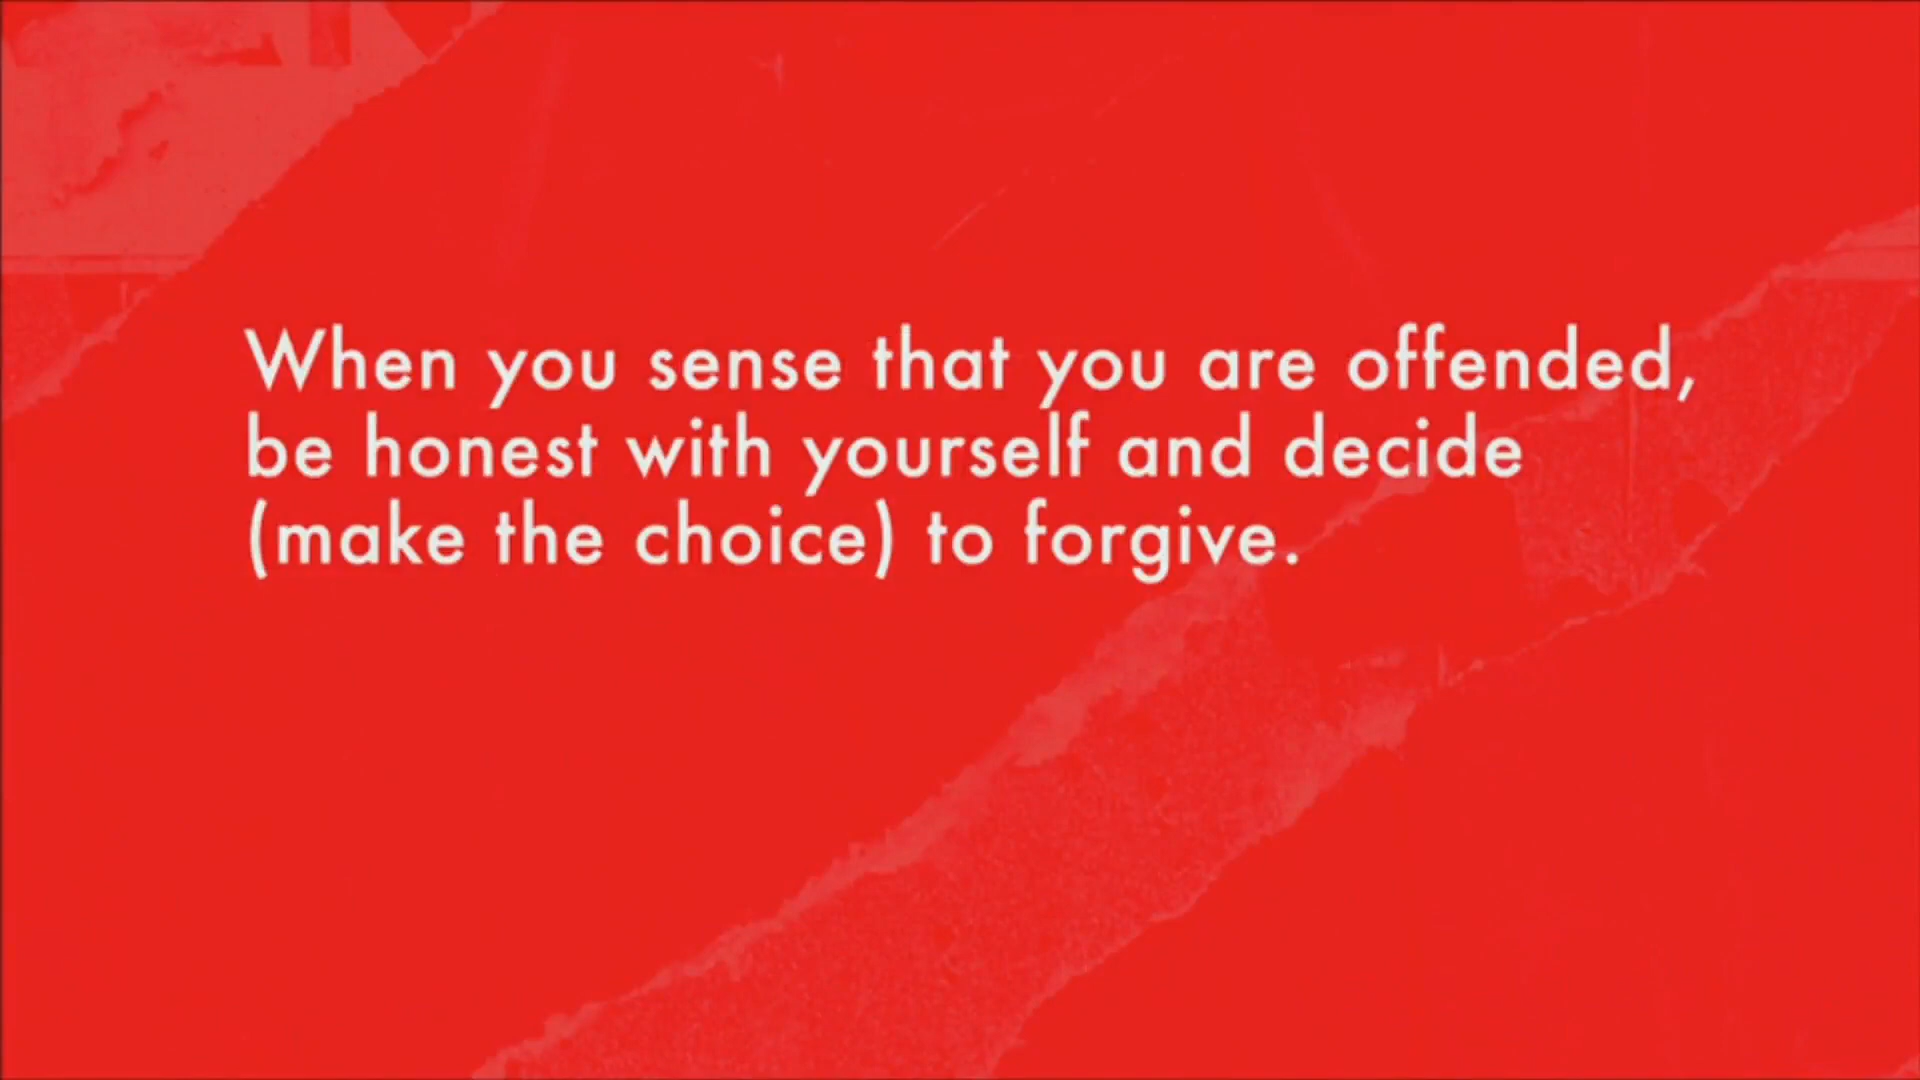 When you sense that you are offended,
be honest with yourself and decide
(make the choice) to forgive.